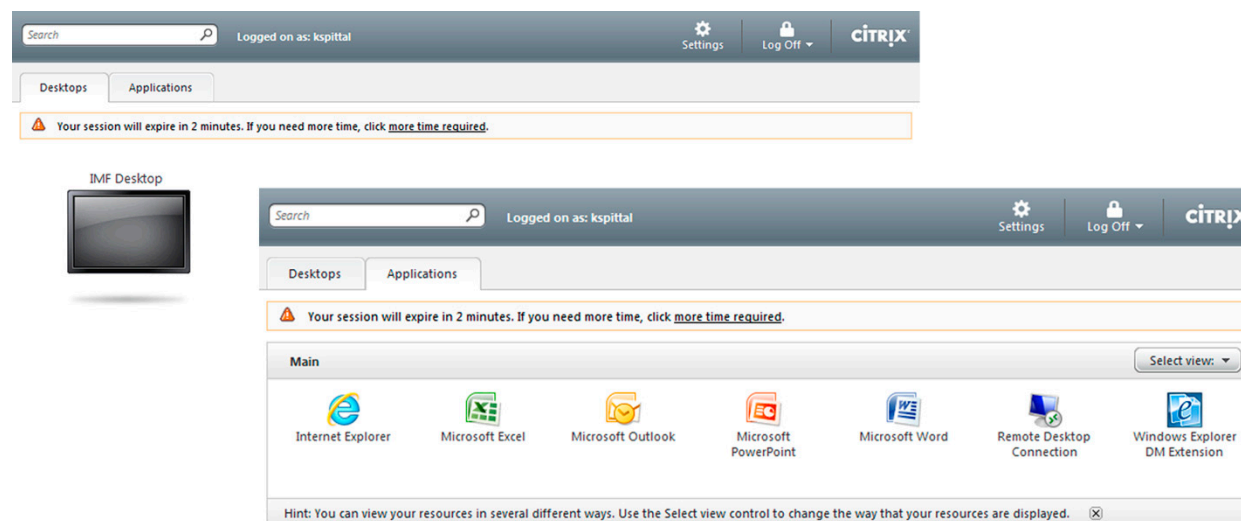 Search
Logged on as: kspittal
Settings
Log Off
CİTRIX
Desktops
Applications
Your session will expire in 2 minutes. If you need more time, click more time required.
IMF Desktop
Search
Logged on as: kspittal
Settings
Log Off
CİTRIX
Desktops
Applications
Your session will expire in 2 minutes. If you need more time, click more time required.
Main
Select view:
Internet Explorer
Microsoft Excel
Microsoft Outlook
Microsoft
PowerPoint
Microsoft Word
Remote Desktop
Connection
Windows Explorer
DM Extension
Hint: You can view your resources in several different ways. Use the Select view control to change the way that your resources are displayed.